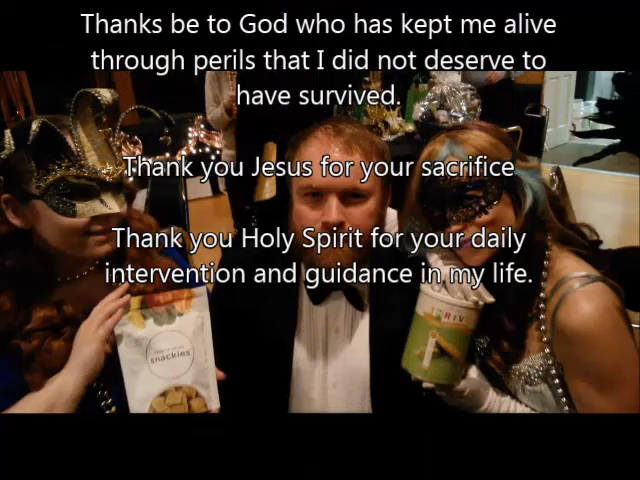 Thanks be to God who has kept me alive
through perils that I did not deserve to
have survived.
Thank you Jesus for your sacrifice
Thank you Holy Spirit for your daily
intervention and guidance in my life.
snackies
THRIV